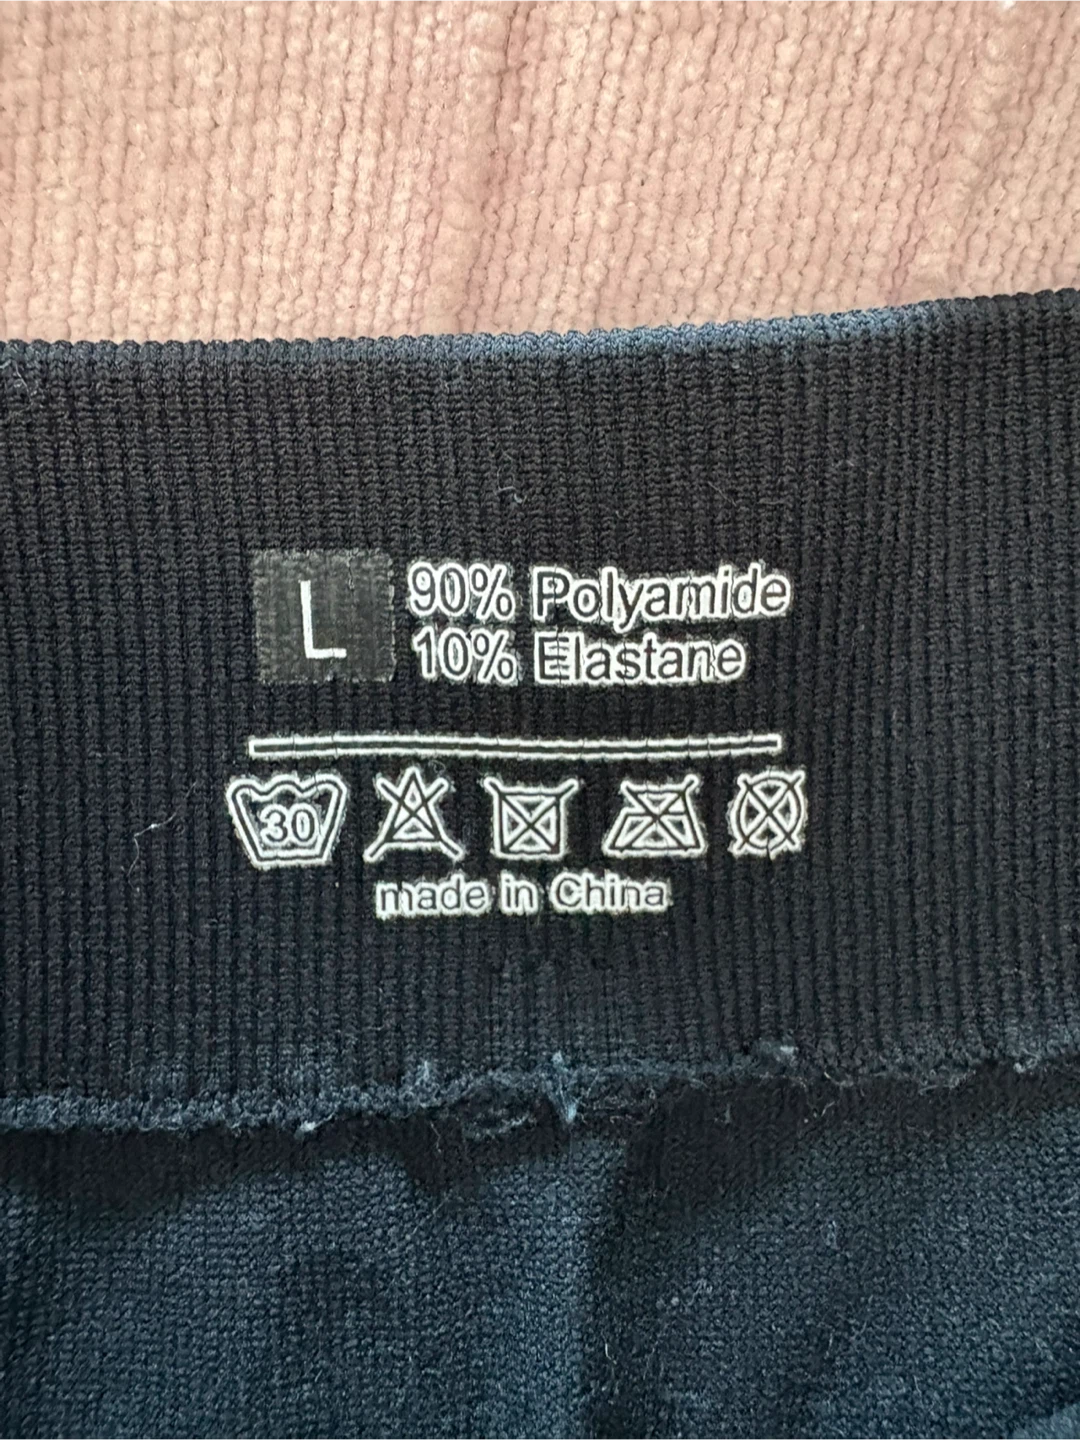 L
90% Polyamide
10% Elastane
30
made in China